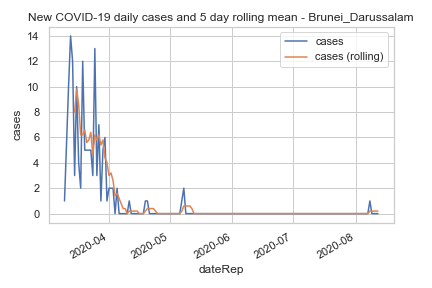 New COVID-19 daily cases and 5 day rolling mean - Brunei_Darussalam
cases
cases (rolling)
14
12
10
8
6
4
2
0
cases
2020-04
2020-05
2020-06
2020-07
2020-08
dateRep